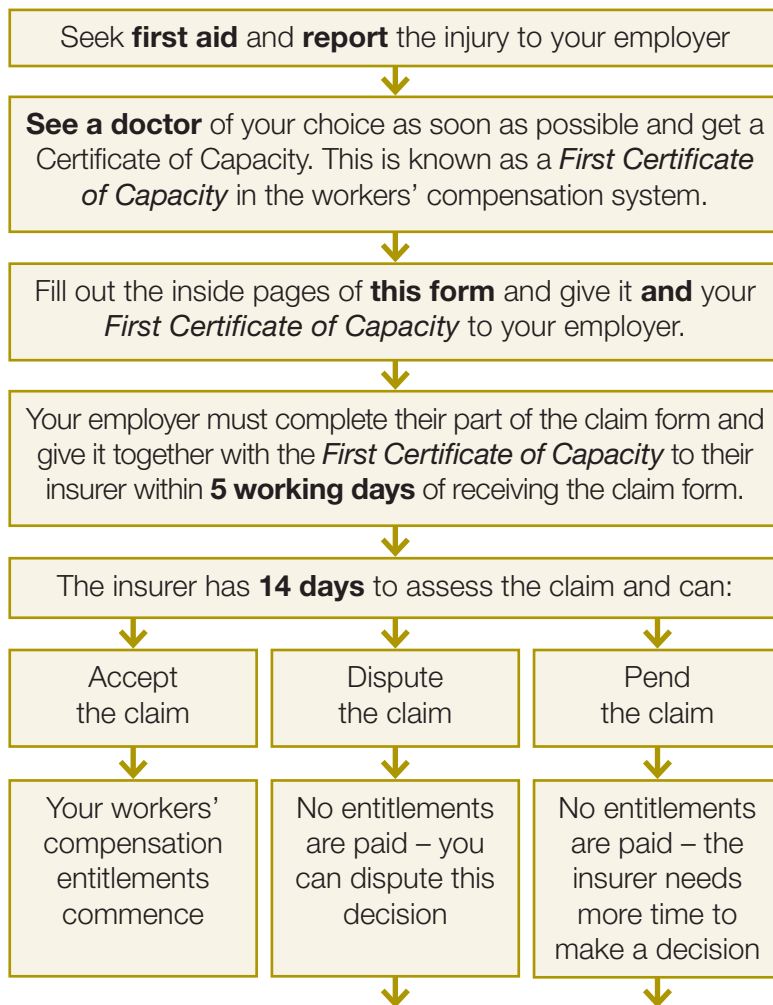 Seek first aid and report the injury to your employer
See a doctor of your choice as soon as possible and get a
Certificate of Capacity. This is known as a First Certificate
of Capacity in the workers’ compensation system.
Fill out the inside pages of this form and give it and your
First Certificate of Capacity to your employer.
Your employer must complete their part of the claim form and
give it together with the First Certificate of Capacity to their
insurer within 5 working days of receiving the claim form.
The insurer has 14 days to assess the claim and can:
Accept
the claim
Dispute
the claim
Pend
the claim
Your workers’
compensation
entitlements
commence
No entitlements
are paid – you
can dispute this
decision
No entitlements
are paid – the
insurer needs
more time to
make a decision